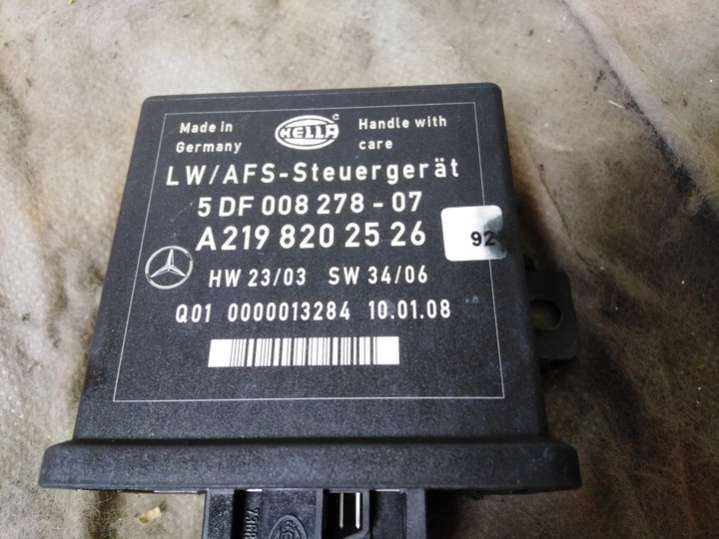 Made in
Germany
HELLA
Handle with
care
LW/AFS-Steuergerät
5 DF 008 278 - 07
A219 820 25 26
92
HW 23/03 SW 34/06
Q01 0000013284 10.01.08